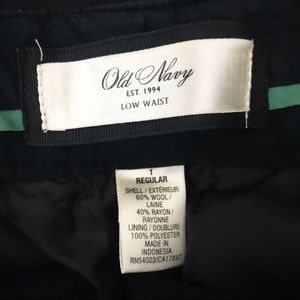 Old Navy
EST. 1994
LOW WAIST
1
REGULAR
SHELL / EXTÉRIEUR:
60% WOOL /
LAINE
40% RAYON /
RAYONNE
LINING / DOUBLURE:
100% POLYESTER
MADE IN
INDONESIA
RN54023/CA17897